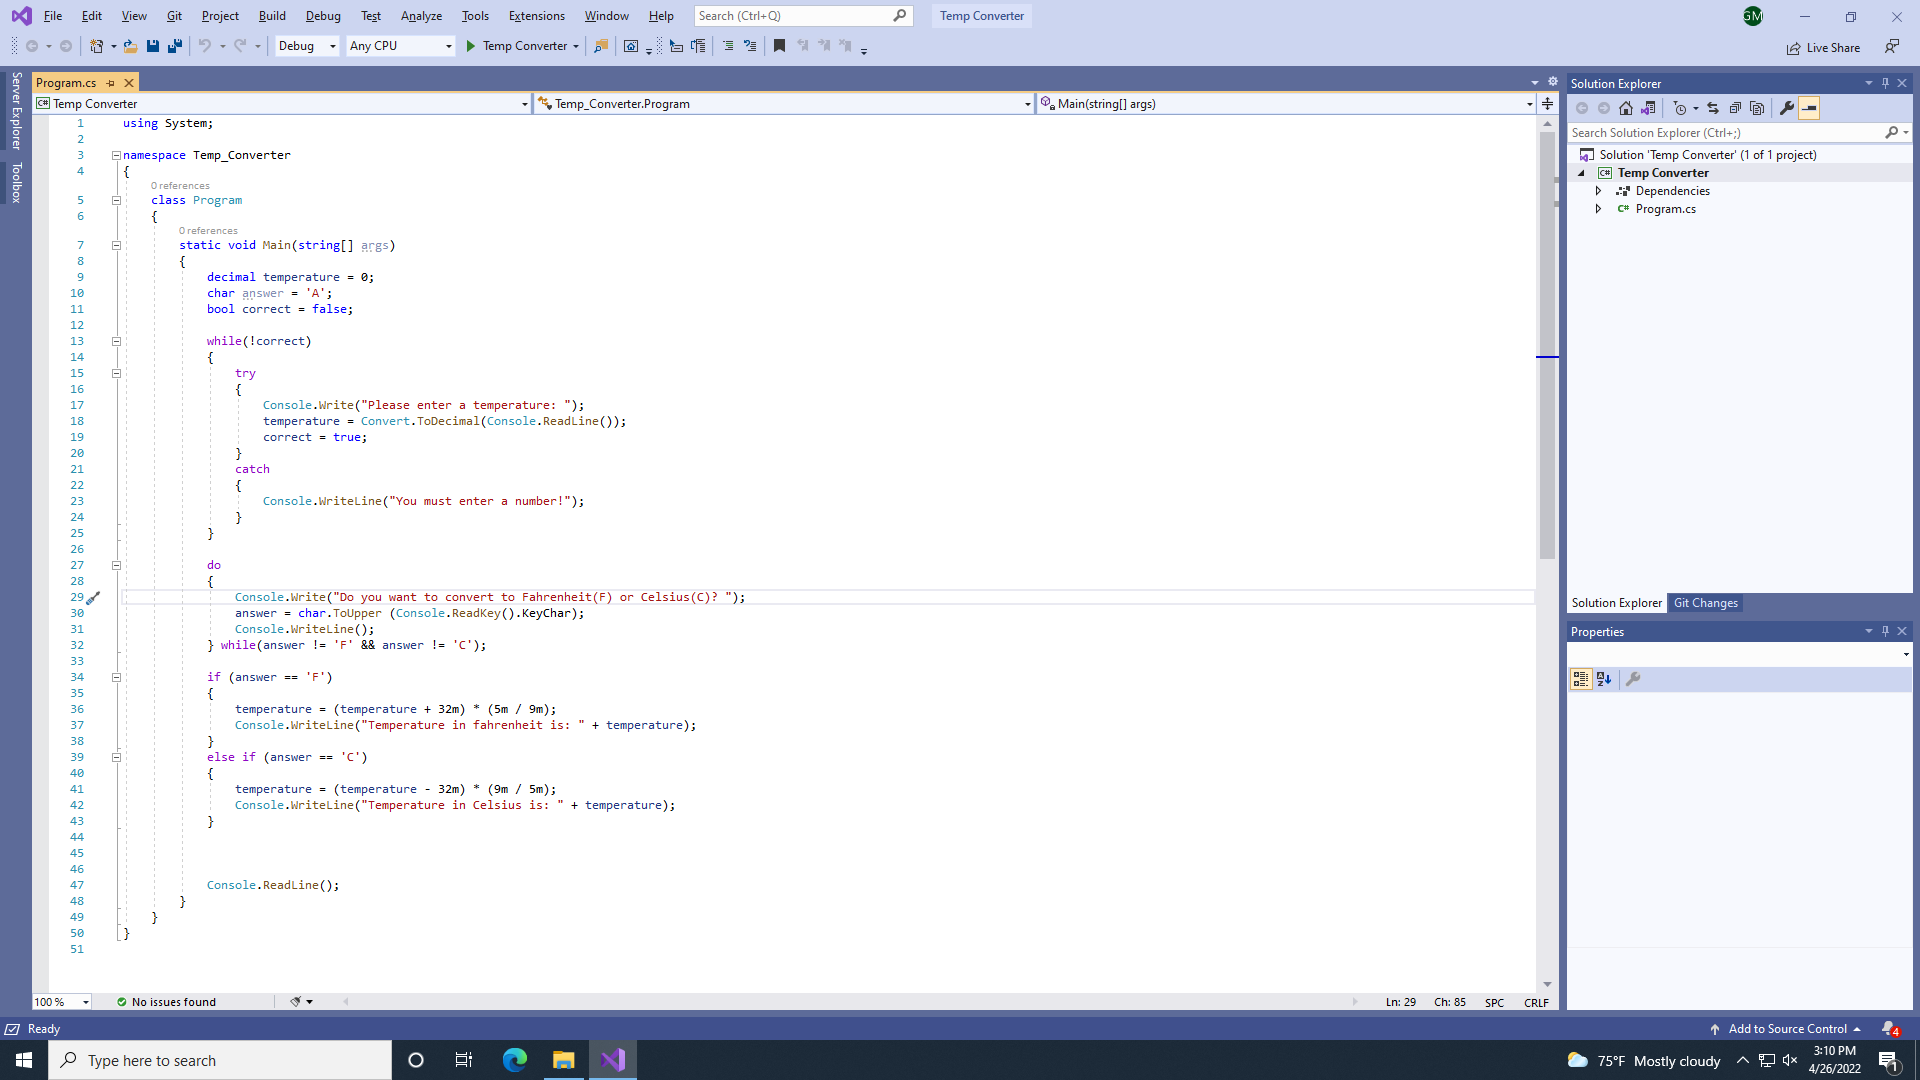 File Edit View Git Project Build Debug Test Analyze Tools Extensions Window Help Search (Ctrl+Q) Temp Converter GM
Debug Any CPU Temp Converter Live Share
Server Explorer
Toolbox
Program.cs
Temp Converter Temp_Converter.Program Main(string[] args)
1 using System;
2
3 namespace Temp_Converter
4 {
0 references
5 class Program
6 {
0 references
7 static void Main(string[] args)
8 {
9 decimal temperature = 0;
10 char answer = 'A';
11 bool correct = false;
12
13 while(!correct)
14 {
15 try
16 {
17 Console.Write("Please enter a temperature: ");
18 temperature = Convert.ToDecimal(Console.ReadLine());
19 correct = true;
20 }
21 catch
22 {
23 Console.WriteLine("You must enter a number!");
24 }
25 }
26
27 do
28 {
29 Console.Write("Do you want to convert to Fahrenheit(F) or Celsius(C)? ");
30 answer = char.ToUpper (Console.ReadKey().KeyChar);
31 Console.WriteLine();
32 } while(answer != 'F' && answer != 'C');
33
34 if (answer == 'F')
35 {
36 temperature = (temperature + 32m) * (5m / 9m);
37 Console.WriteLine("Temperature in fahrenheit is: " + temperature);
38 }
39 else if (answer == 'C')
40 {
41 temperature = (temperature - 32m) * (9m / 5m);
42 Console.WriteLine("Temperature in Celsius is: " + temperature);
43 }
44
45
46
47 Console.ReadLine();
48 }
49 }
50 }
51
100 % No issues found Ln: 29 Ch: 85 SPC CRLF
Solution Explorer
Search Solution Explorer (Ctrl+;)
Solution 'Temp Converter' (1 of 1 project)
C# Temp Converter
Dependencies
C# Program.cs
Solution Explorer Git Changes
Properties
Ready Add to Source Control 4
Type here to search 75°F Mostly cloudy 3:10 PM
4/26/2022 1